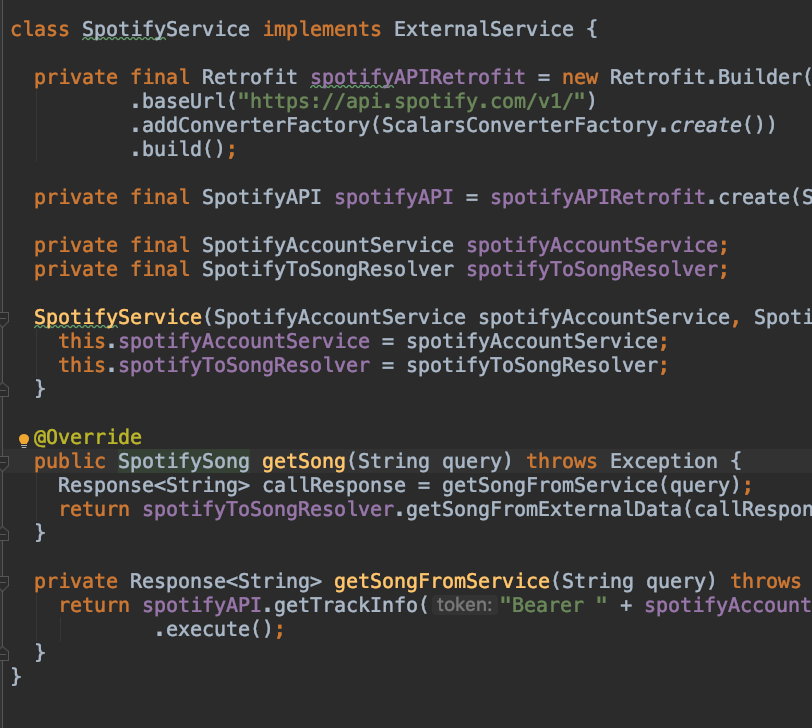 class SpotifyService implements ExternalService {
private final Retrofit spotifyAPIRetrofit = new Retrofit.Builder(
.baseUrl("https://api.spotify.com/v1/")
.addConverterFactory(ScalarsConverterFactory.create())
.build();
private final SpotifyAPI spotifyAPI = spotifyAPIRetrofit.create(S
private final SpotifyAccountService spotifyAccountService;
private final SpotifyToSongResolver spotifyToSongResolver;
SpotifyService(SpotifyAccountService spotifyAccountService, Spoti
this.spotifyAccountService = spotifyAccountService;
this.spotifyToSongResolver = spotifyToSongResolver;
}
@Override
public SpotifySong getSong(String query) throws Exception {
Response<String> callResponse = getSongFromService(query);
return spotifyToSongResolver.getSongFromExternalData(callRespon
}
private Response<String> getSongFromService(String query) throws
return spotifyAPI.getTrackInfo( token: "Bearer " + spotifyAccount
.execute();
}
}